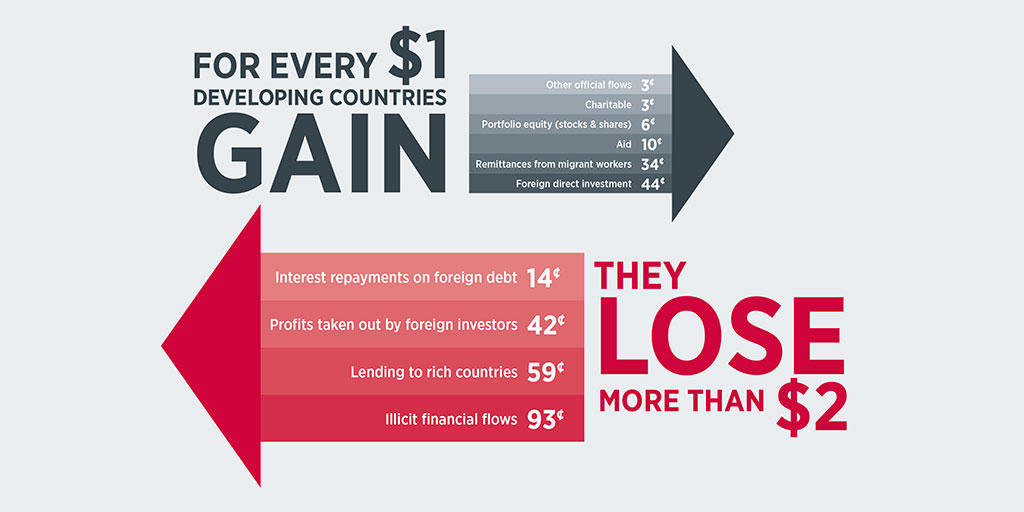 FOR EVERY $1
DEVELOPING COUNTRIES
GAIN
Other official flows 3¢
Charitable 3¢
Portfolio equity (stocks & shares) 6¢
Aid 10¢
Remittances from migrant workers 34¢
Foreign direct investment 44¢
Interest repayments on foreign debt 14¢
Profits taken out by foreign investors 42¢
Lending to rich countries 59¢
Illicit financial flows 93¢
THEY
LOSE
MORE THAN $2